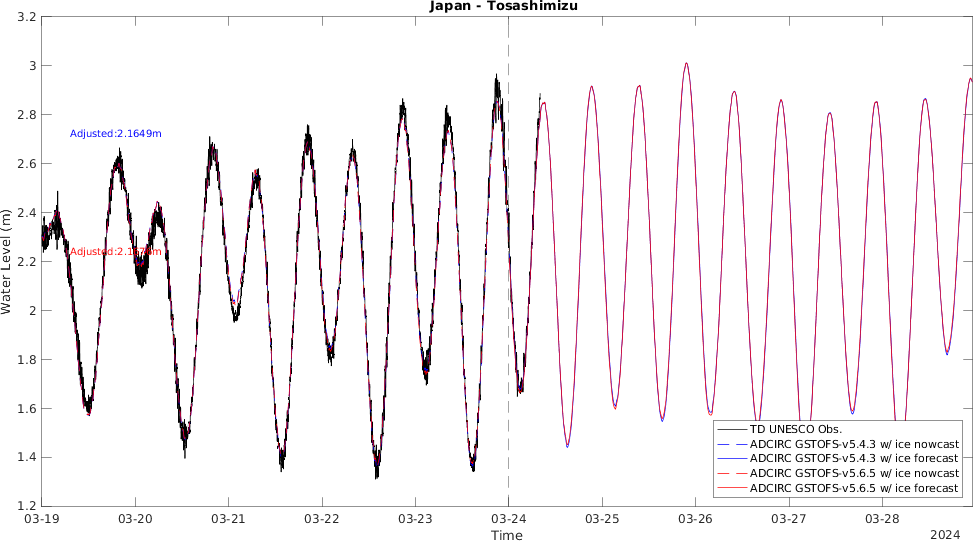 Japan - Tosashimizu
3.2
3
2.8
2.6
2.4
2.2
2
1.8
1.6
1.4
1.2
Water Level (m)
Adjusted:2.1649m
TD UNESCO Obs.
ADCIRC GSTOFS-v5.4.3 w/ ice nowcast
ADCIRC GSTOFS-v5.4.3 w/ ice forecast
ADCIRC GSTOFS-v5.6.5 w/ ice nowcast
ADCIRC GSTOFS-v5.6.5 w/ ice forecast
03-19 03-20 03-21 03-22 03-23 03-24 03-25 03-26 03-27 03-28
Time
2024